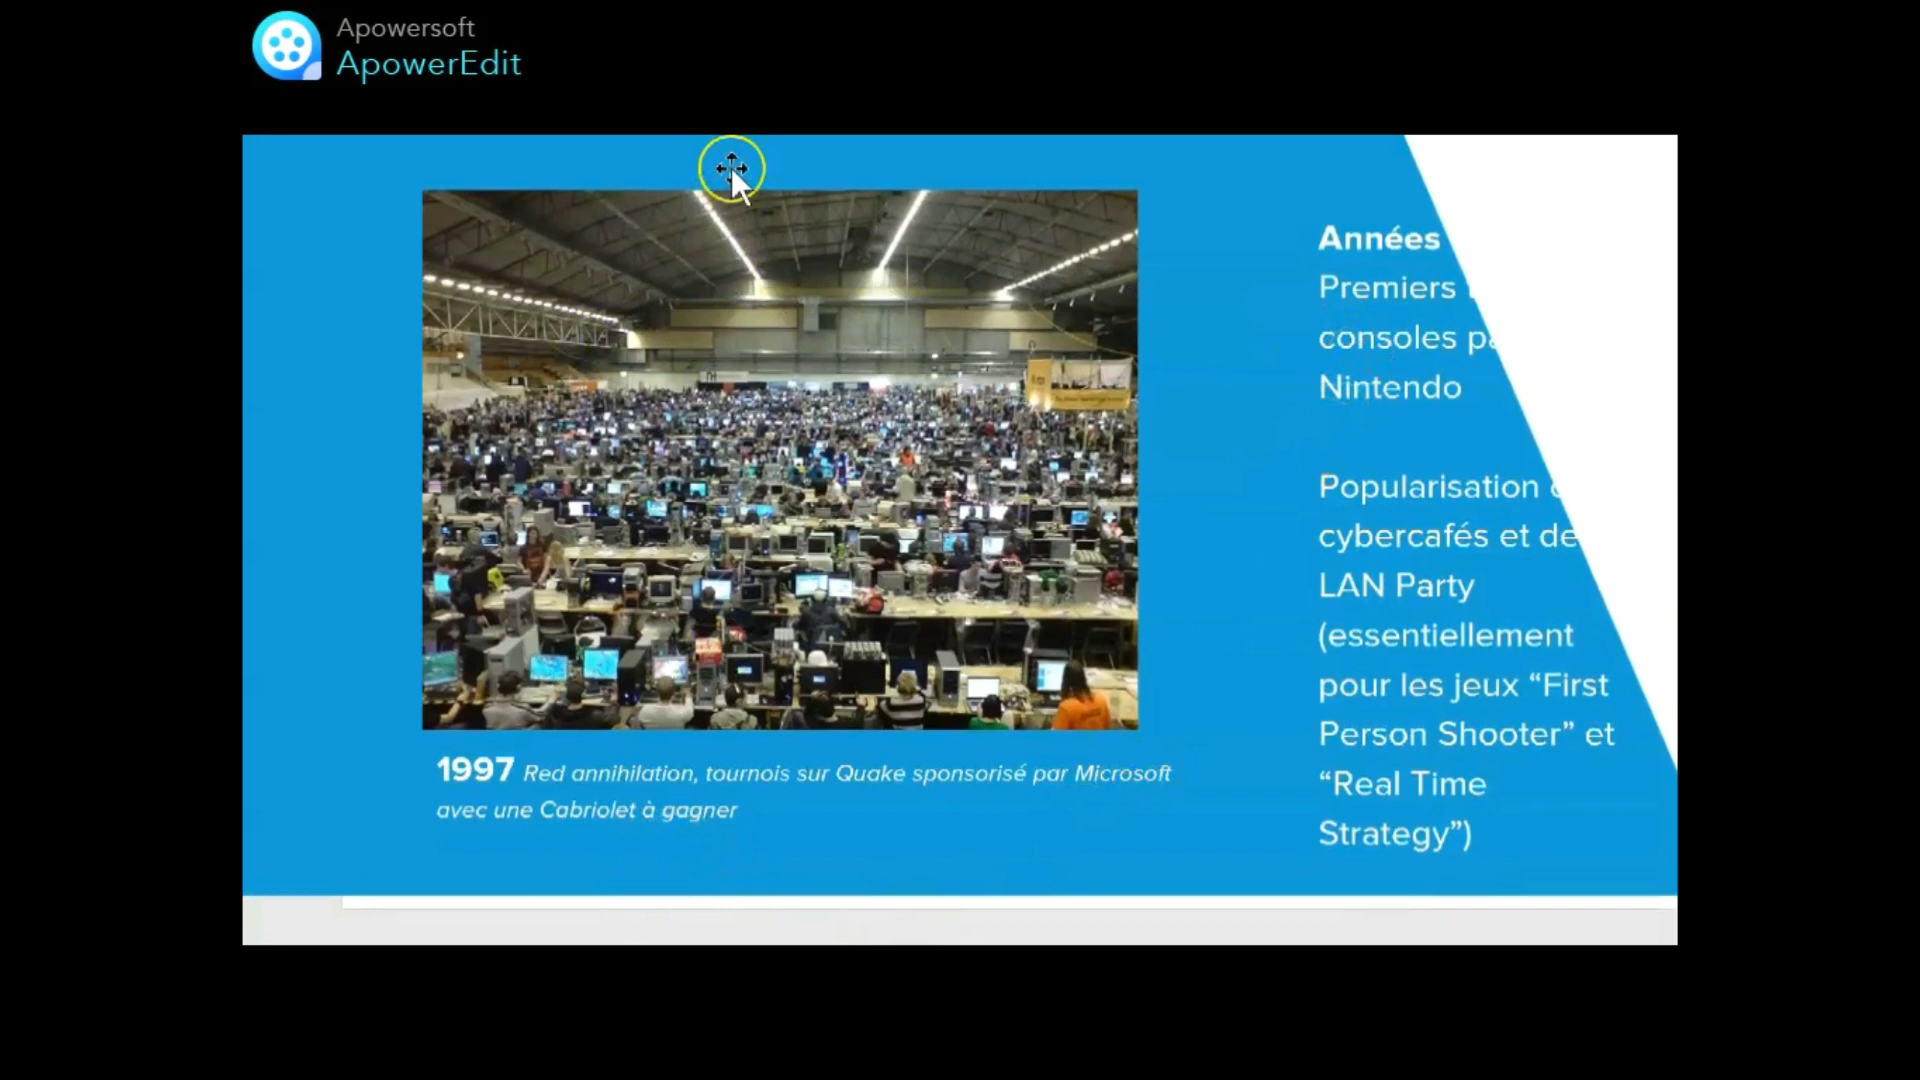 Apowersoft
ApowerEdit
1997 Red annihilation, tournois sur Quake sponsorisé par Microsoft
avec une Cabriolet à gagner
Années
Premiers
consoles
Nintendo
Popularisation
cybercafés et de
LAN Party
(essentiellement
pour les jeux “First
Person Shooter” et
“Real Time
Strategy”)